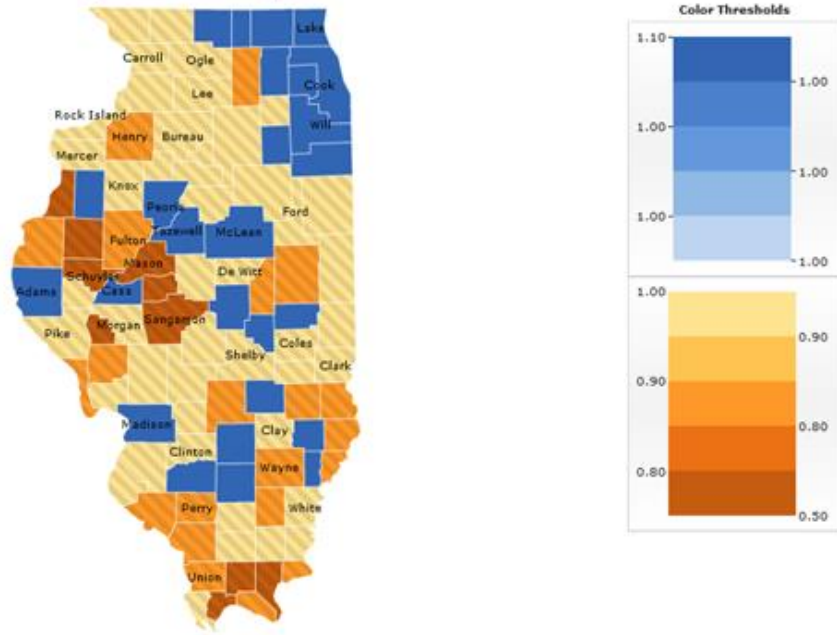 Color Thresholds
Lake
1.10
Carroll
Ogle
1.00
Cook
Lee
Rock Island
Will
1.00
Henry
Bureau
Mercer
1.00
Knox
Peoria
Ford
1.00
Tazewell
McLean
Fulton
Mason
1.00
De Witt
Schuyler
Adams
Cass
1.00
Morgan
Sangamon
Pike
0.90
Coles
Shelby
Clark
0.90
Madison
0.80
Clay
Clinton
Wayne
0.80
Perry
White
0.50
Union